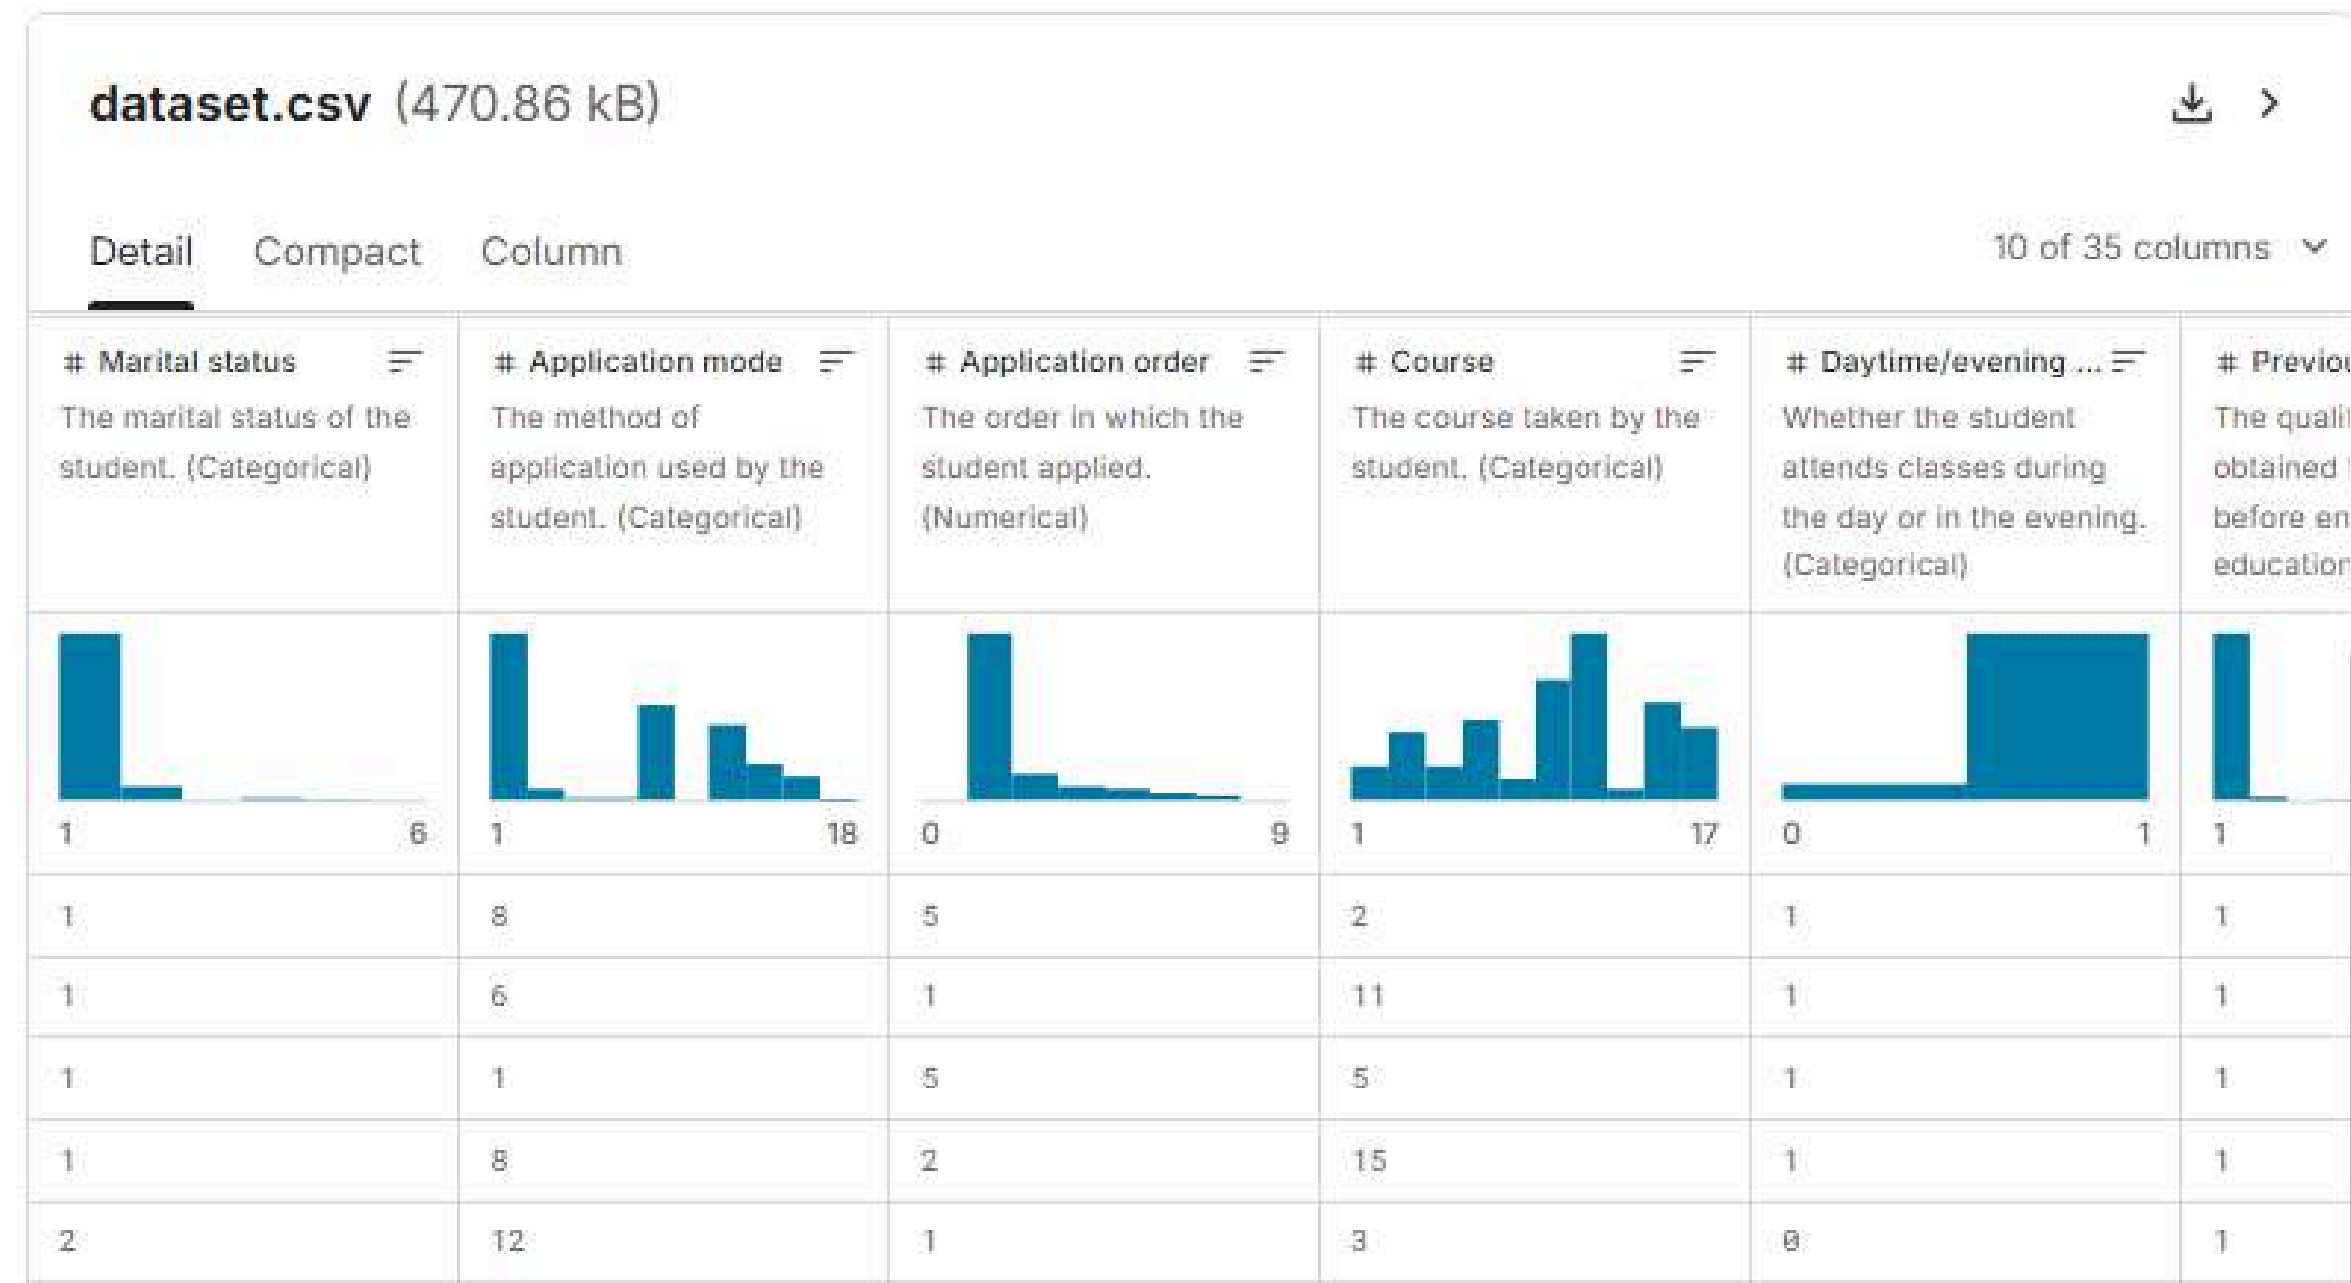 dataset.csv (470.86 kB)
Detail Compact Column 10 of 35 columns
# Marital status
The marital status of the
student. (Categorical)
# Application mode
The method of
application used by the
student. (Categorical)
# Application order
The order in which the
student applied.
(Numerical)
# Course
The course taken by the
student. (Categorical)
# Daytime/evening ...
Whether the student
attends classes during
the day or in the evening.
(Categorical)
#
The
obtained
before
1 6 1 18 0 9 1 17 0 1 1
1 8 5 2 1 1
1 6 1 11 1 1
1 1 5 5 1 1
1 8 2 15 1 1
2 12 1 3 0 1